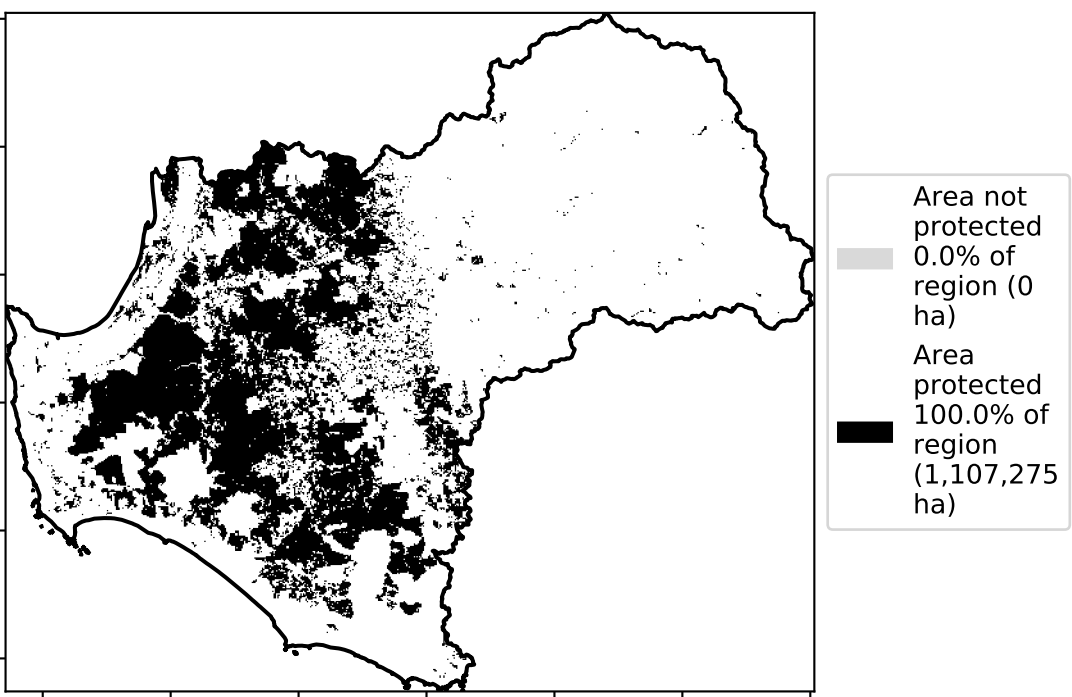 Area not
protected
0.0% of
region (0
ha)
Area
protected
100.0% of
region
(1,107,275
ha)